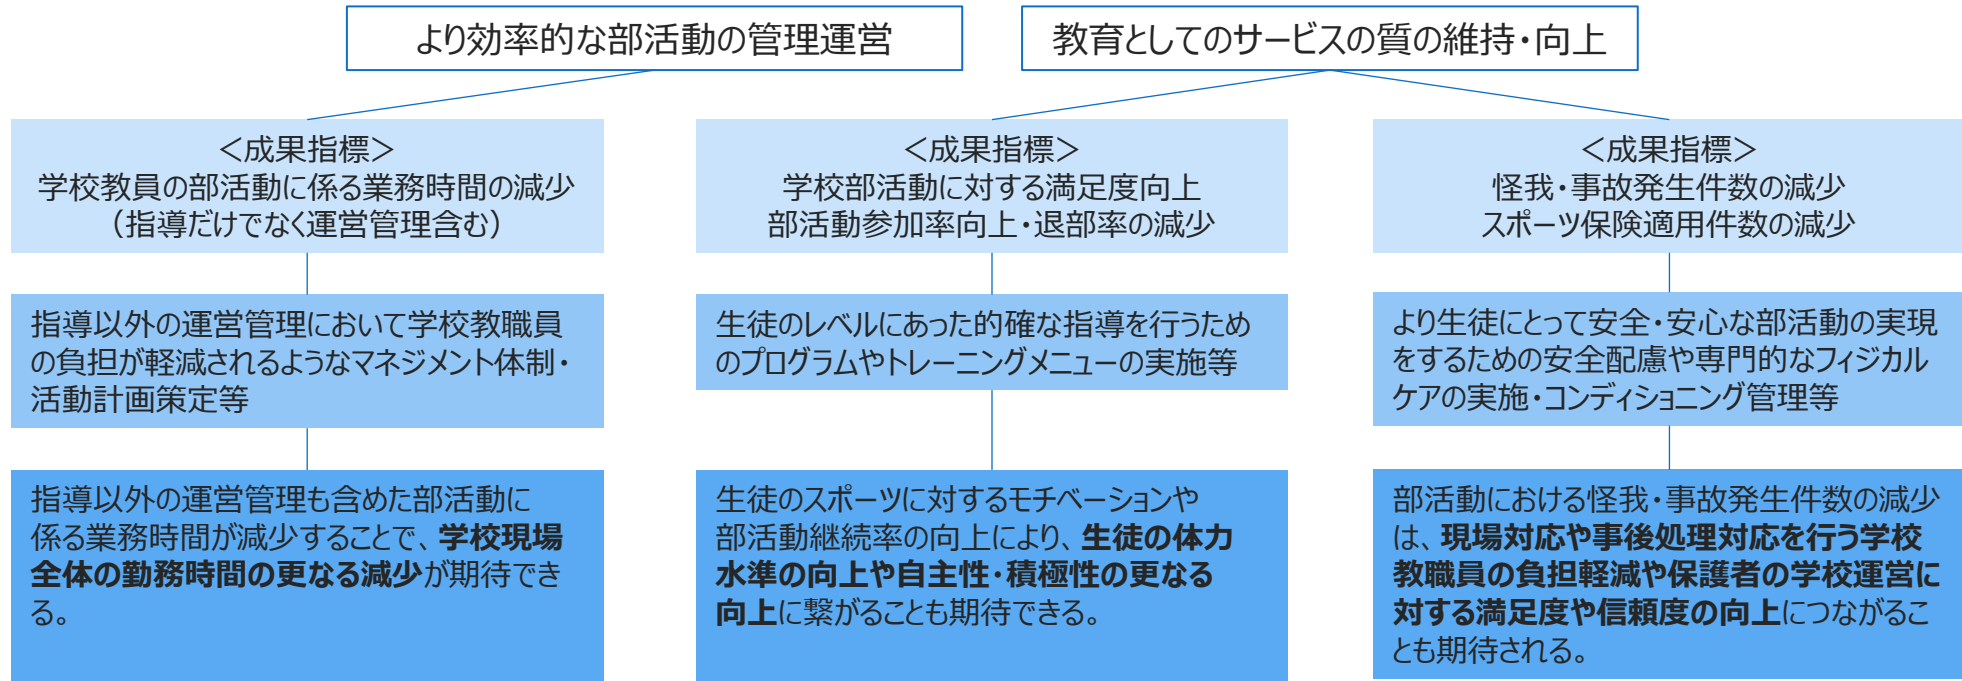 より効率的な部活動の管理運営
教育としてのサービスの質の維持・向上
＜成果指標＞
学校教員の部活動に係る業務時間の減少
（指導だけでなく運営管理含む）
指導以外の運営管理において学校教職員
の負担が軽減されるようなマネジメント体制・
活動計画策定等
指導以外の運営管理も含めた部活動に
係る業務時間が減少することで、学校現場
全体の勤務時間の更なる減少が期待でき
る。
＜成果指標＞
学校部活動に対する満足度向上
部活動参加率向上・退部率の減少
生徒のレベルにあった的確な指導を行うため
のプログラムやトレーニングメニューの実施等
生徒のスポーツに対するモチベーションや
部活動継続率の向上により、生徒の体力
水準の向上や自主性・積極性の更なる
向上に繋がることも期待できる。
＜成果指標＞
怪我・事故発生件数の減少
スポーツ保険適用件数の減少
より生徒にとって安全・安心な部活動の実現
をするための安全配慮や専門的なフィジカル
ケアの実施・コンディショニング管理等
部活動における怪我・事故発生件数の減少
は、現場対応や事後処理対応を行う学校
教職員の負担軽減や保護者の学校運営に
対する満足度や信頼度の向上につながるこ
とも期待される。